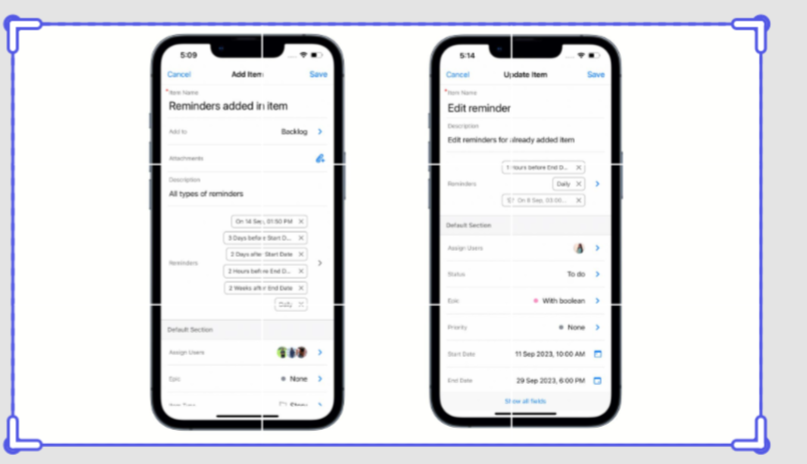 5:09
Cancel Add Item Save
*Item Name
Reminders added in item
Add to Backlog
Attachments
Description
All types of reminders
On 14 Sep, 01:50 PM ×
3 Days before Start D... ×
2 Days after Start Date ×
Reminders
2 Hours before End D... ×
2 Weeks after End Date ×
Daily ×
Default Section
Assign Users
Epic None
5:14
Cancel Update Item Save
*Item Name
Edit reminder
Description
Edit reminders for already added item
Hours before End D... ×
Reminders Daily ×
On 8 Sep, 03:00... ×
Default Section
Assign Users
Status To do
With boolean
Priority None
Start Date 11 Sep 2023, 10:00 AM
End Date 29 Sep 2023, 6:00 PM
Show all fields